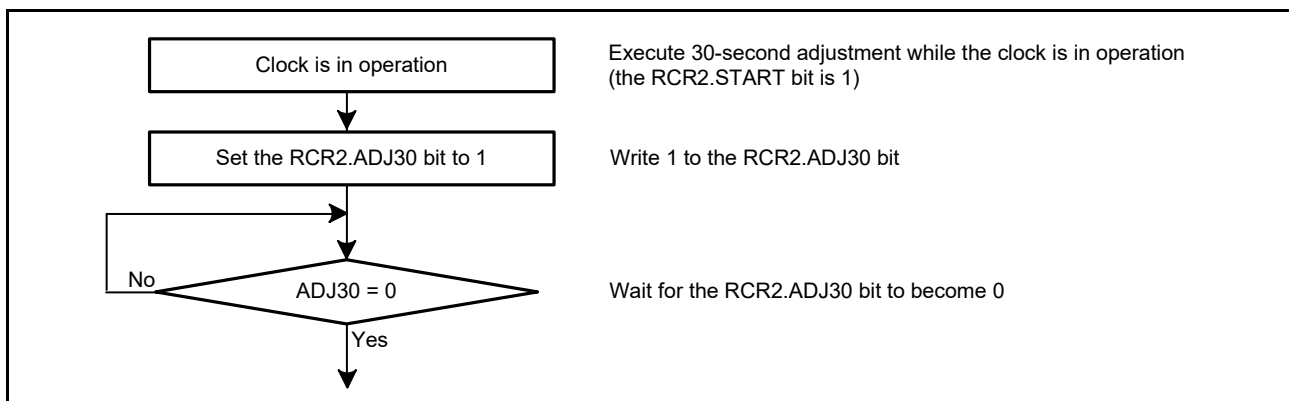 Clock is in operation
Execute 30-second adjustment while the clock is in operation
(the RCR2.START bit is 1)
Set the RCR2.ADJ30 bit to 1
Write 1 to the RCR2.ADJ30 bit
No
ADJ30 = 0
Wait for the RCR2.ADJ30 bit to become 0
Yes